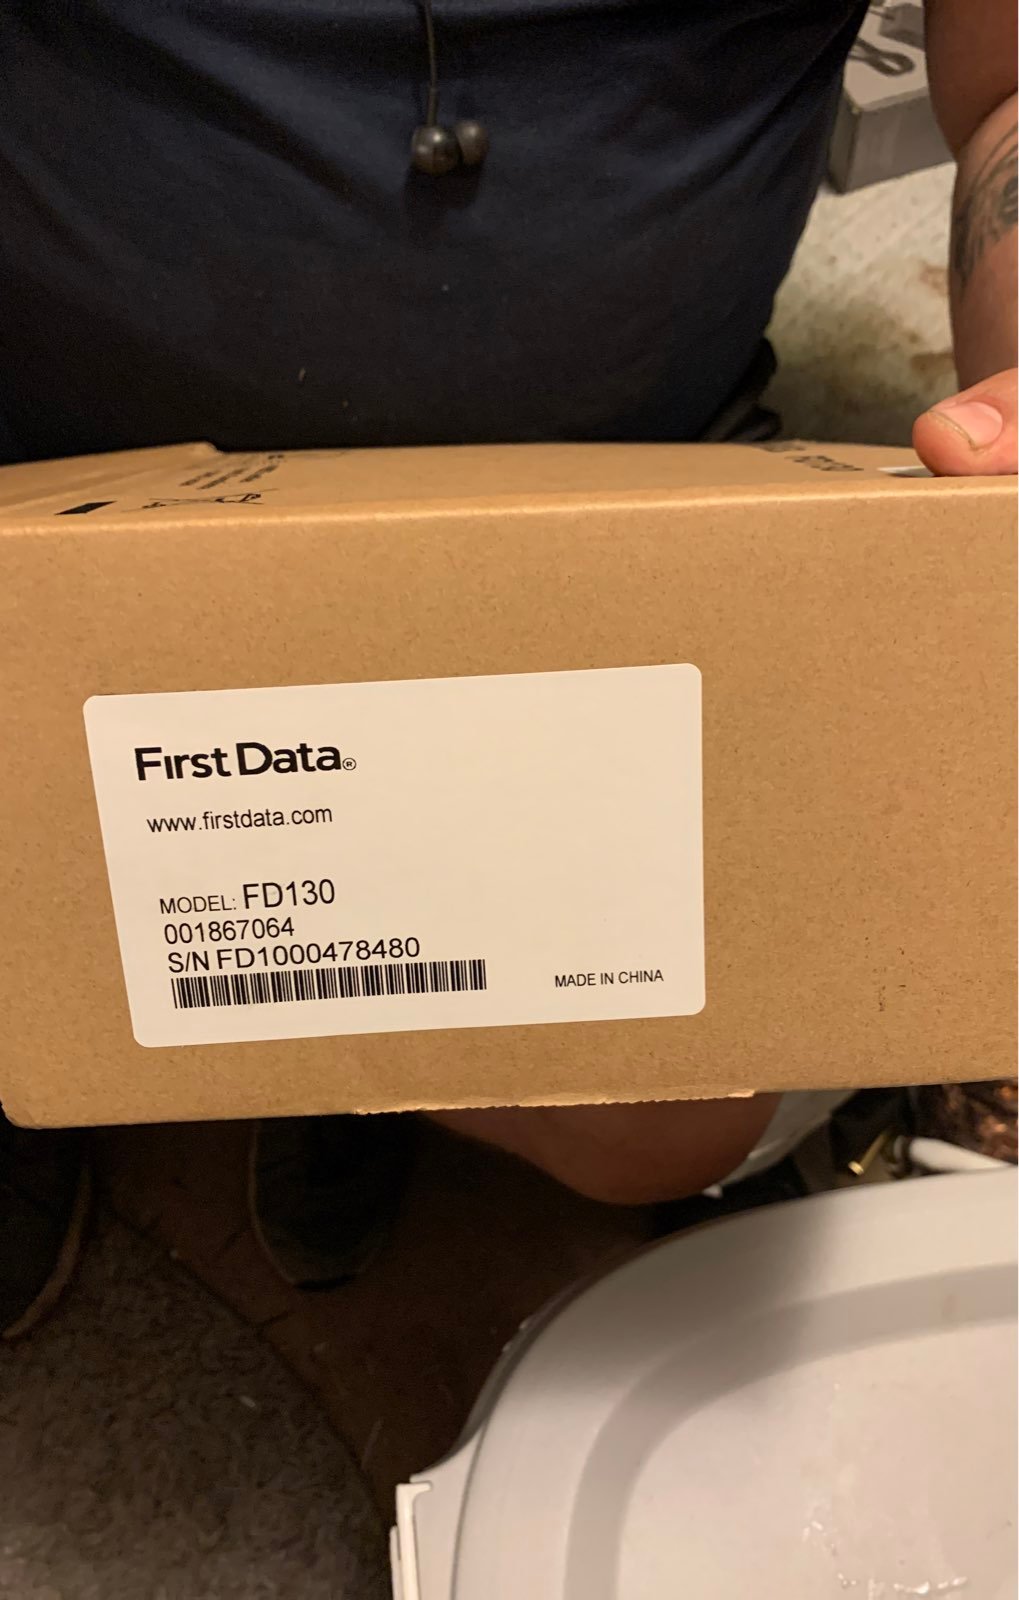 First Data®
www.firstdata.com
MODEL: FD130
001867064
S/N FD1000478480
MADE IN CHINA